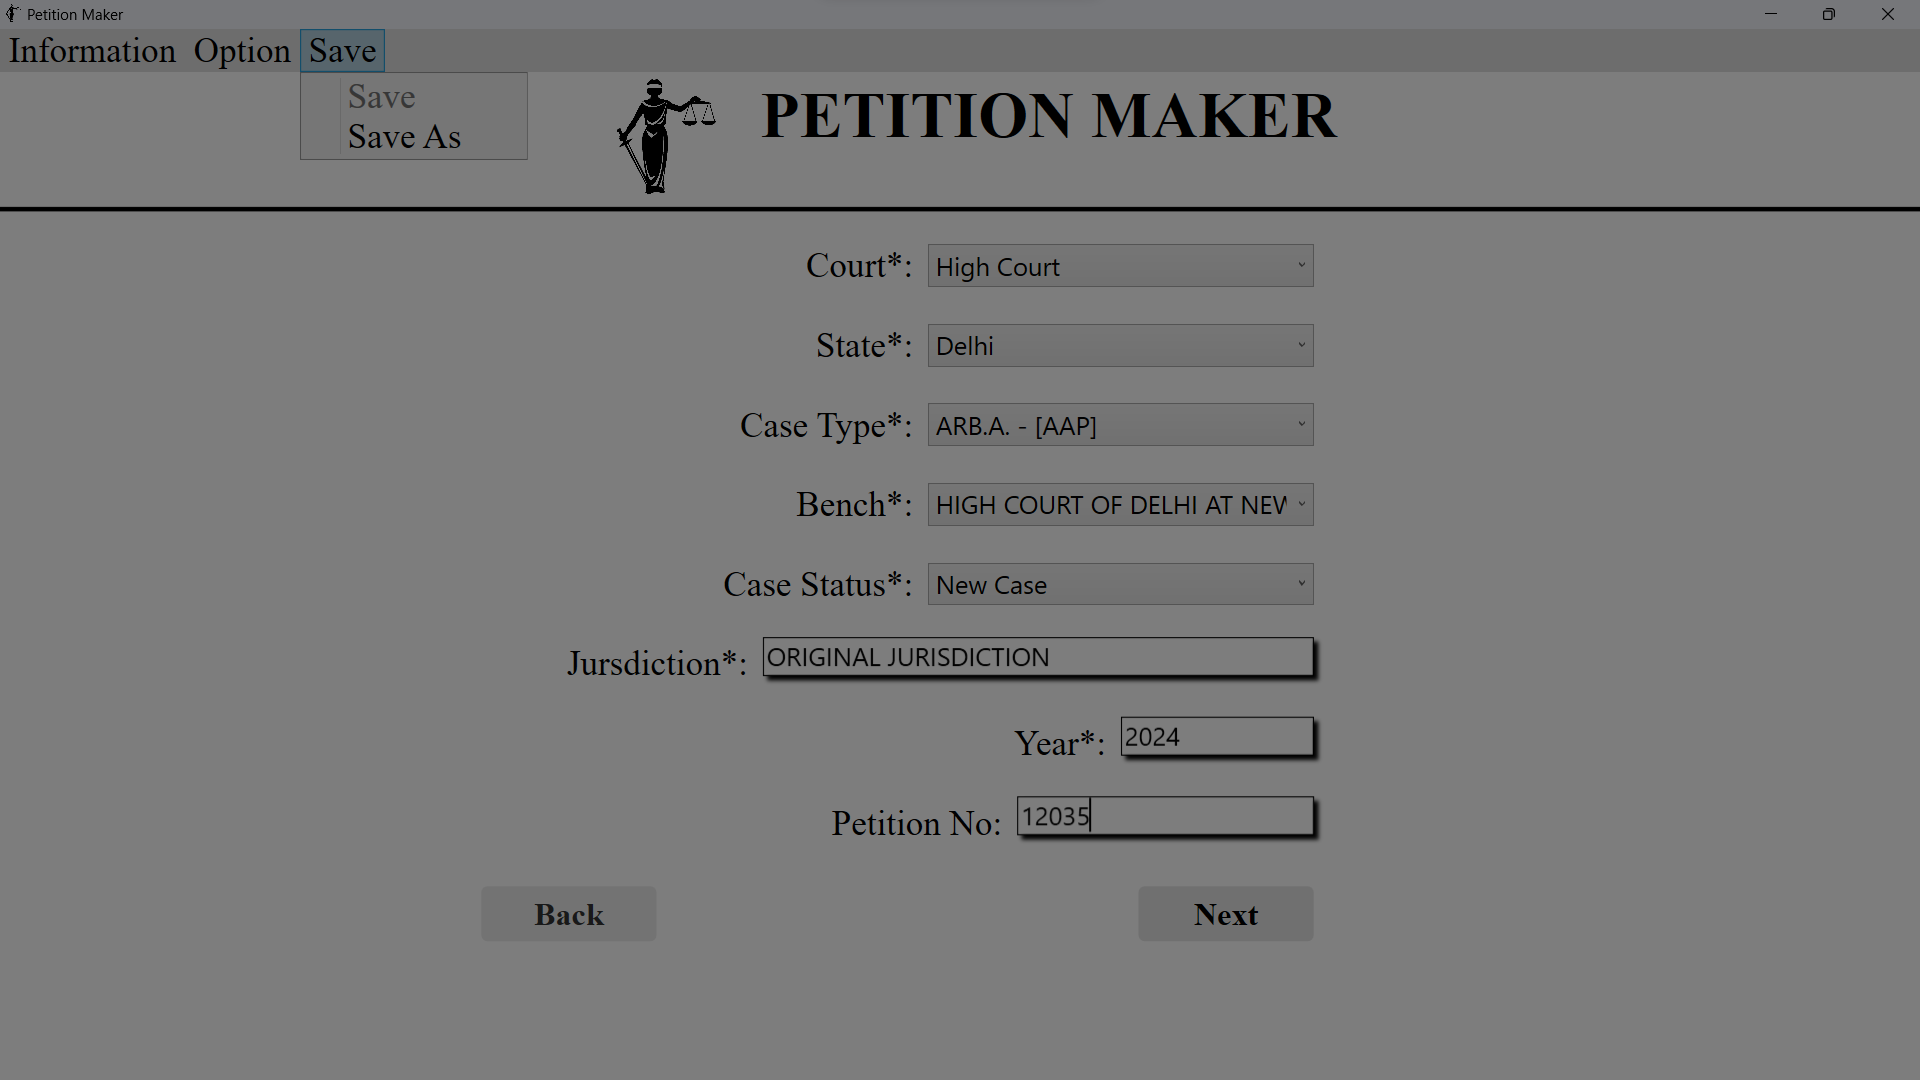 Petition Maker
Information Option Save
Save
Save As
PETITION MAKER
Court*: High Court
State*: Delhi
Case Type*: ARB.A. - [AAP]
Bench*: HIGH COURT OF DELHI AT NEW
Case Status*: New Case
Jursdiction*: ORIGINAL JURISDICTION
Year*: 2024
Petition No: 12035
Back Next